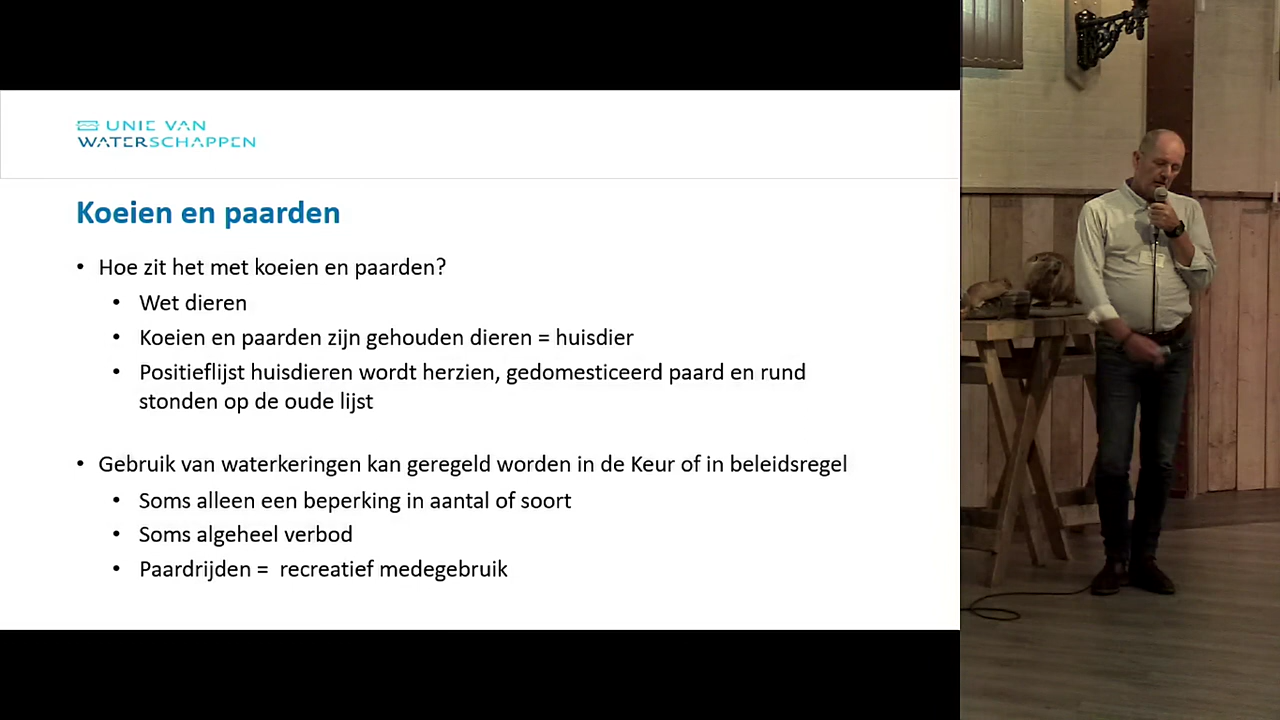 UNIE VAN
WATERSCHAPPEN
Koeien en paarden
• Hoe zit het met koeien en paarden?
• Wet dieren
• Koeien en paarden zijn gehouden dieren = huisdier
• Positieflijst huisdieren wordt herzien, gedomesticeerd paard en rund
stonden op de oude lijst
• Gebruik van waterkeringen kan geregeld worden in de Keur of in beleidsregel
• Soms alleen een beperking in aantal of soort
• Soms algeheel verbod
• Paardrijden = recreatief medegebruik